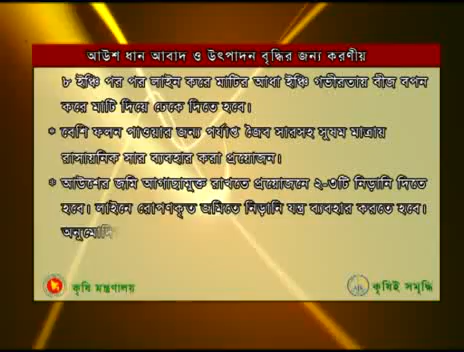 আউশ ধান আবাদ ও উৎপাদন বৃদ্ধির জন্য করণীয়
৮ ইঞ্চি পর পর লাইন করে মাটির আধা ইঞ্চি গভীরতায় বীজ বপন
করে মাটি দিয়ে ঢেকে দিতে হবে।
* বেশি ফলন পাওয়ার জন্য পর্যাপ্ত জৈব সারসহ সুষম মাত্রায়
রাসায়নিক সার ব্যবহার করা প্রয়োজন।
* আউশের জমি আগাছামুক্ত রাখতে প্রয়োজনে ২-৩টি নিড়ানি দিতে
হবে। লাইনে রোপণকৃত জমিতে নিড়ানি যন্ত্র ব্যবহার করতে হবে।
অনুমোদি
কৃষি মন্ত্রণালয়
কৃষিই সমৃদ্ধি